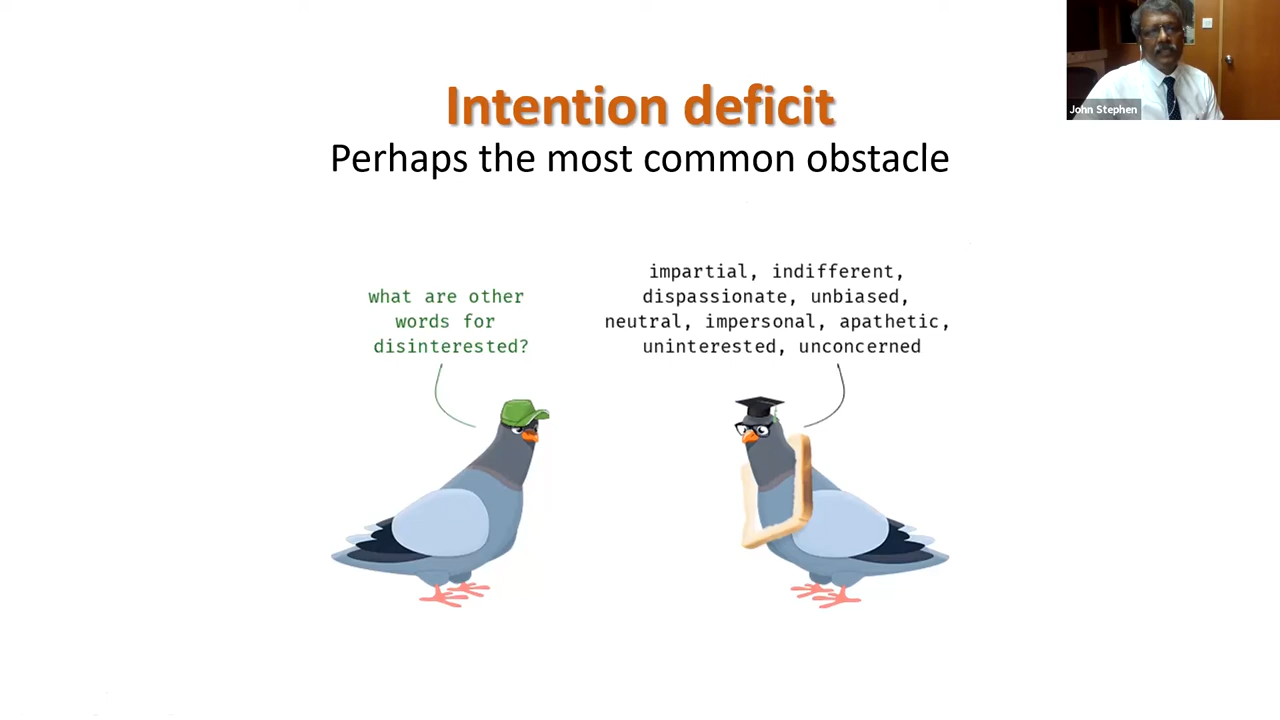 Intention deficit
Perhaps the most common obstacle
John Stephen
what are other
words for
disinterested?
impartial, indifferent,
dispassionate, unbiased,
neutral, impersonal, apathetic,
uninterested, unconcerned